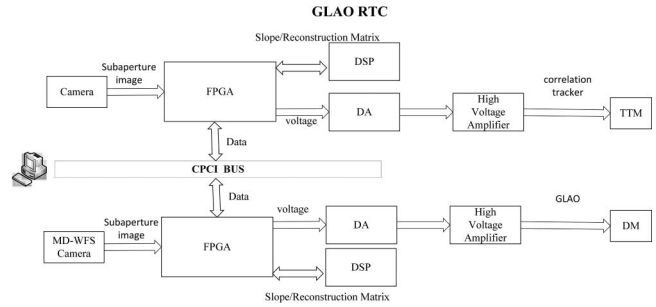 GLAO RTC
Slope/Reconstruction Matrix
Subaperture
image
Camera
FPGA
DSP
voltage
DA
High
Voltage
Amplifier
correlation
tracker
TTM
Data
CPCI BUS
Data
Subaperture
image
MD-WFS
Camera
FPGA
voltage
DA
High
Voltage
Amplifier
GLAO
DM
DSP
Slope/Reconstruction Matrix